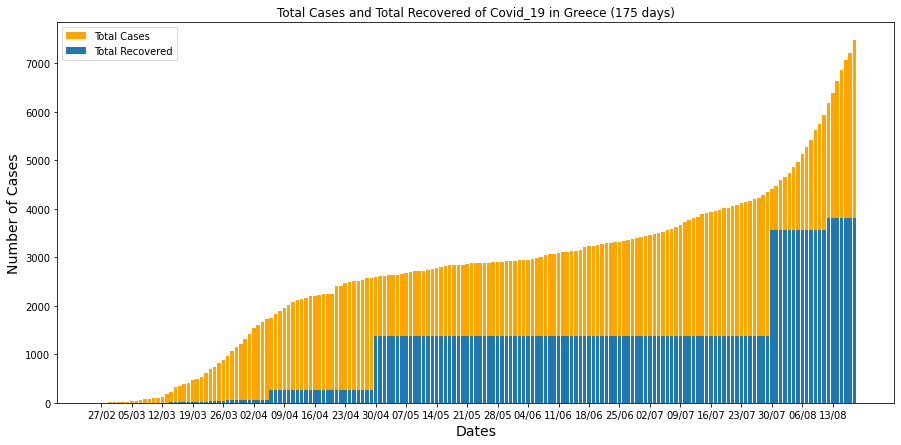 Total Cases and Total Recovered of Covid_19 in Greece (175 days)
Total Cases
Total Recovered
Number of Cases
7000
6000
5000
4000
3000
2000
1000
0
27/02 05/03 12/03 19/03 26/03 02/04 09/04 16/04 23/04 30/04 07/05 14/05 21/05 28/05 04/06 11/06 18/06 25/06 02/07 09/07 16/07 23/07 30/07 06/08 13/08
Dates